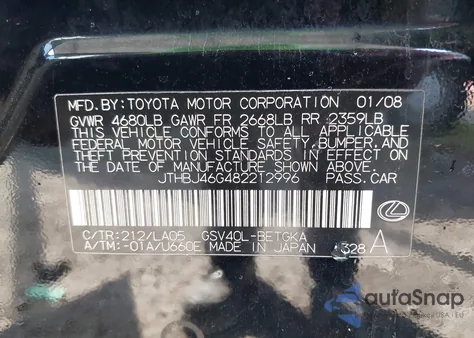 MFD.BY:TOYOTA MOTOR CORPORATION 01/08
GVWR 4680LB GAWR FR 2668LB RR 2359LB
THIS VEHICLE CONFORMS TO ALL APPLICABLE
FEDERAL MOTOR VEHICLE SAFETY,BUMPER,AND
THEFT PREVENTION STANDARDS IN EFFECT ON
THE DATE OF MANUFACTURE SHOWN ABOVE.
JTHBJ46G482212996 PASS.CAR
C/TR:212/LA05 GSV40L-BETGKA
A/TM:-01A/U660E MADE IN JAPAN 328 A
autoSnap